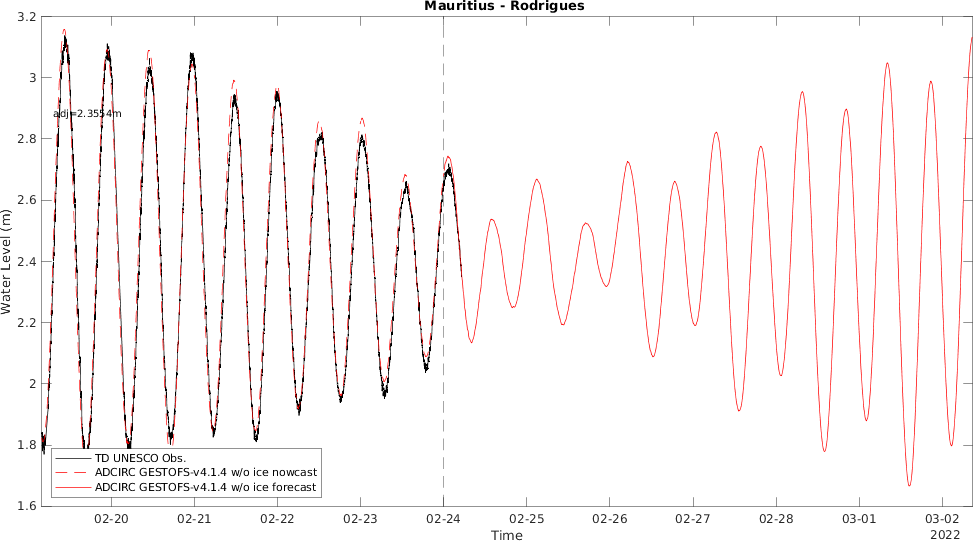 Mauritius - Rodrigues
3.2
3
2.8
2.6
2.4
2.2
2
1.8
1.6
Water Level (m)
adj=2.3554m
TD UNESCO Obs.
ADCIRC GESTOFS-v4.1.4 w/o ice nowcast
ADCIRC GESTOFS-v4.1.4 w/o ice forecast
02-20 02-21 02-22 02-23 02-24 02-25 02-26 02-27 02-28 03-01 03-02
2022
Time